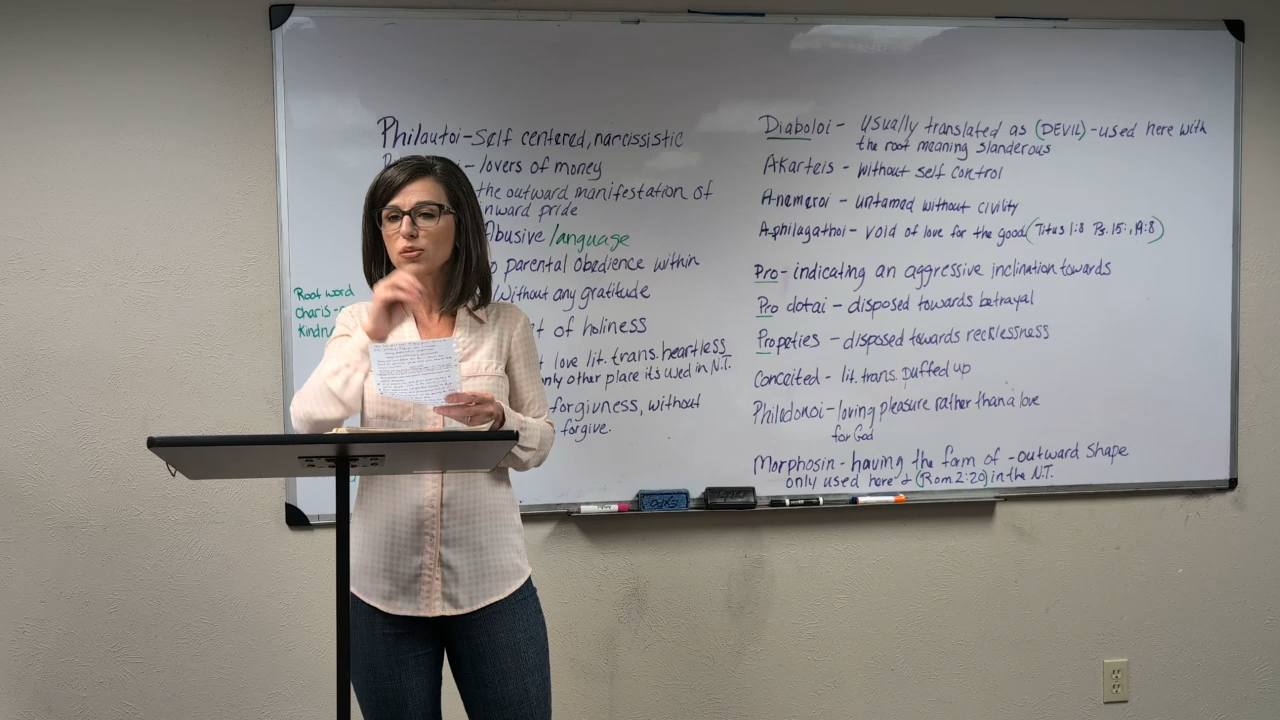 Philautoi-Self centered, narcissistic
-lovers of money
the outward manifestation of
nward pride
Abusive language
parental obedience within
Without any gratitude
t of holiness
t love lit. trans. heartless
nly other place its used in N.T.
forgivness, without
forgive.
Root word
Charis-
Kindn
Diaboloi - Usually translated as (DEVIL) -used here with
the root meaning slanderous
Akarteis - without self control
Anemeroi - untamed without civility
Aphilagathoi- void of love for the good (Titus 1:8 Ps. 15:, 19:8)
Pro- indicating an aggressive inclination towards
Pro dotai - disposed towards betrayal
Propeties - disposed towards recklessness
Conceited - lit. trans. puffed up
Philedonoi-loving pleasure rather than a love
for God
Morphosin - having the form of -outward shape
only used here & (Rom 2:20) in the N.T.
Expo